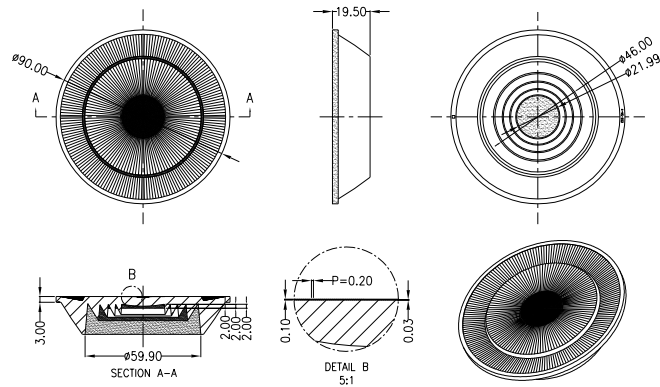 19.50
ø90.00
A
A
ø46.00
ø21.99
B
P=0.20
3.00
2.00
2.00
2.00
0.10
0.03
ø59.90
SECTION A-A
DETAIL B
5:1